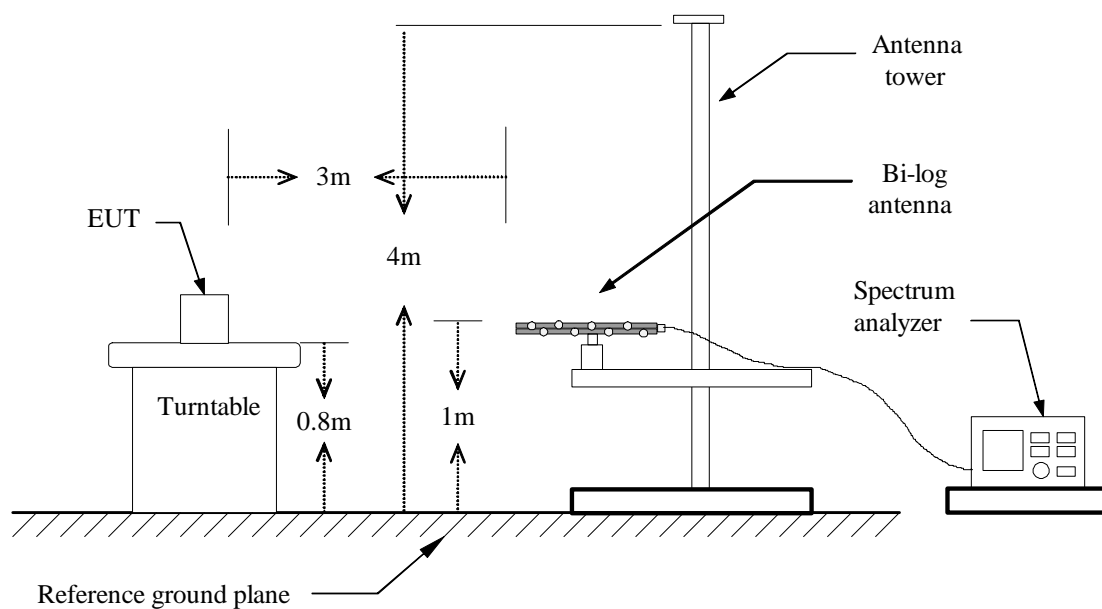 Antenna
tower
3m
Bi-log
antenna
EUT
4m
Spectrum
analyzer
Turntable
0.8m
1m
Reference ground plane